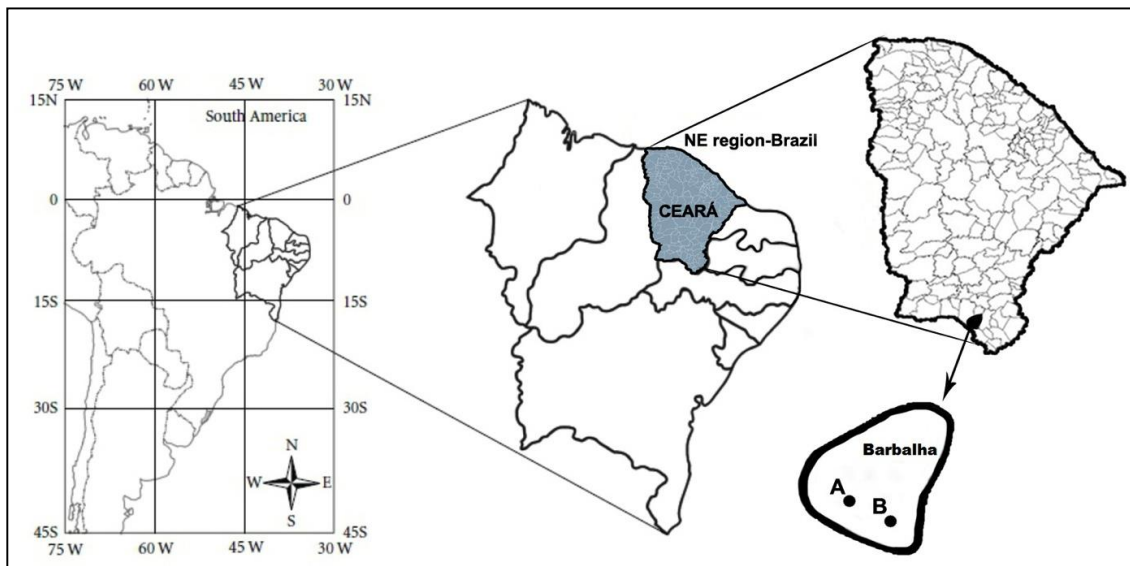 75 W 60 W 45 W 30 W
15N 15N
South America
0 0
15S 15S
30S 30S
N
W E
S
45S 45S
75 W 60 W 45 W 30 W
NE region-Brazil
CEARÁ
Barbalha
A
B